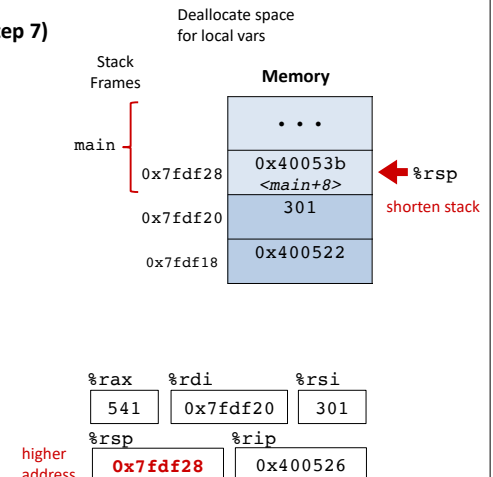 ep 7)
Deallocate space
for local vars
Stack
Frames
Memory
main
• • •
0x7fdf28
0x40053b
<main+8>
%rsp
shorten stack
0x7fdf20
301
0x7fdf18
0x400522
%rax %rdi %rsi
541 0x7fdf20 301
%rsp %rip
higher
address
0x7fdf28 0x400526